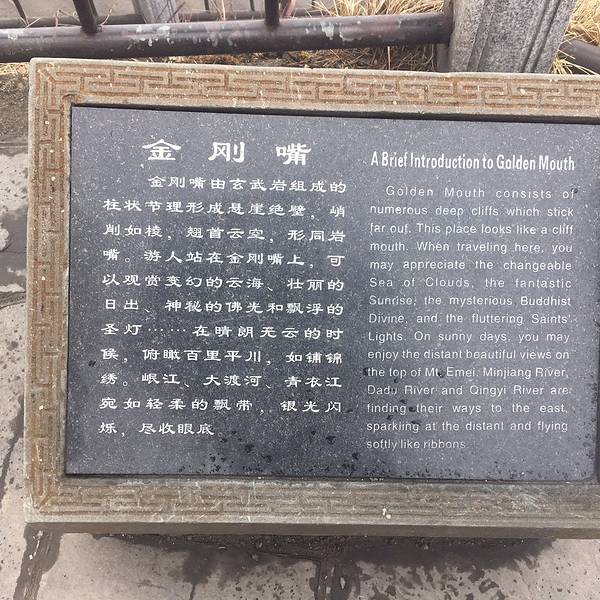 金刚嘴
金刚嘴由玄武岩组成的
柱状节理形成悬崖绝壁，峭
削如棱，翘首云空，形同岩
嘴。游人站在金刚嘴上，可
以观赏变幻的云海、壮丽的
日出、神秘的佛光和飘浮的
圣灯……在晴朗无云的时
候，俯瞰百里平川，如铺锦
绣。岷江、大渡河、青衣江
宛如轻柔的飘带，银光闪
烁，尽收眼底。
A Brief Introduction to Golden Mouth
Golden Mouth consists of
numerous deep cliffs which stick
far out. This place looks like a cliff
mouth. When traveling here, you
may appreciate the changeable
Sea of Clouds, the fantastic
Sunrise, the mysterious Buddhist
Divine, and the fluttering Saints'
Lights. On sunny days, you may
enjoy the distant beautiful views on
the top of Mt. Emei, Minjiang River,
Dadu River and Qingyi River are
finding their ways to the east,
sparkling at the distant and flying
softly like ribbons.